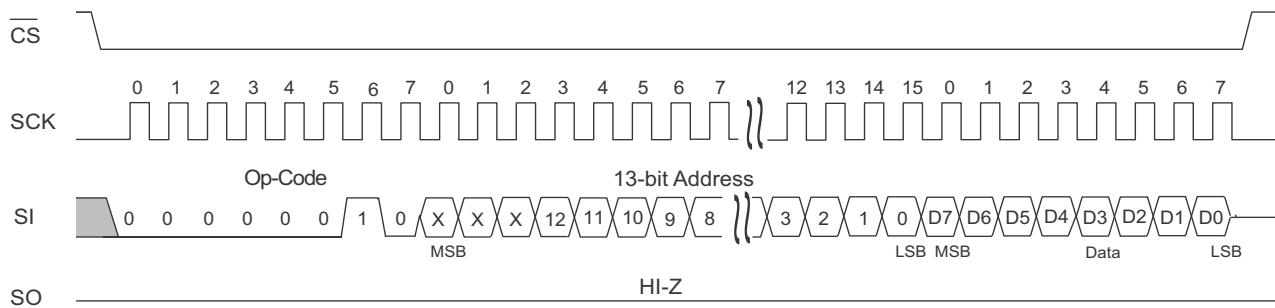 CS
0 1 2 3 4 5 6 7 0 1 2 3 4 5 6 7 12 13 14 15 0 1 2 3 4 5 6 7
SCK
Op-Code 13-bit Address
SI 0 0 0 0 0 0 1 0 X X X 12 11 10 9 8 3 2 1 0 D7 D6 D5 D4 D3 D2 D1 D0
MSB LSB MSB Data LSB
HI-Z
SO